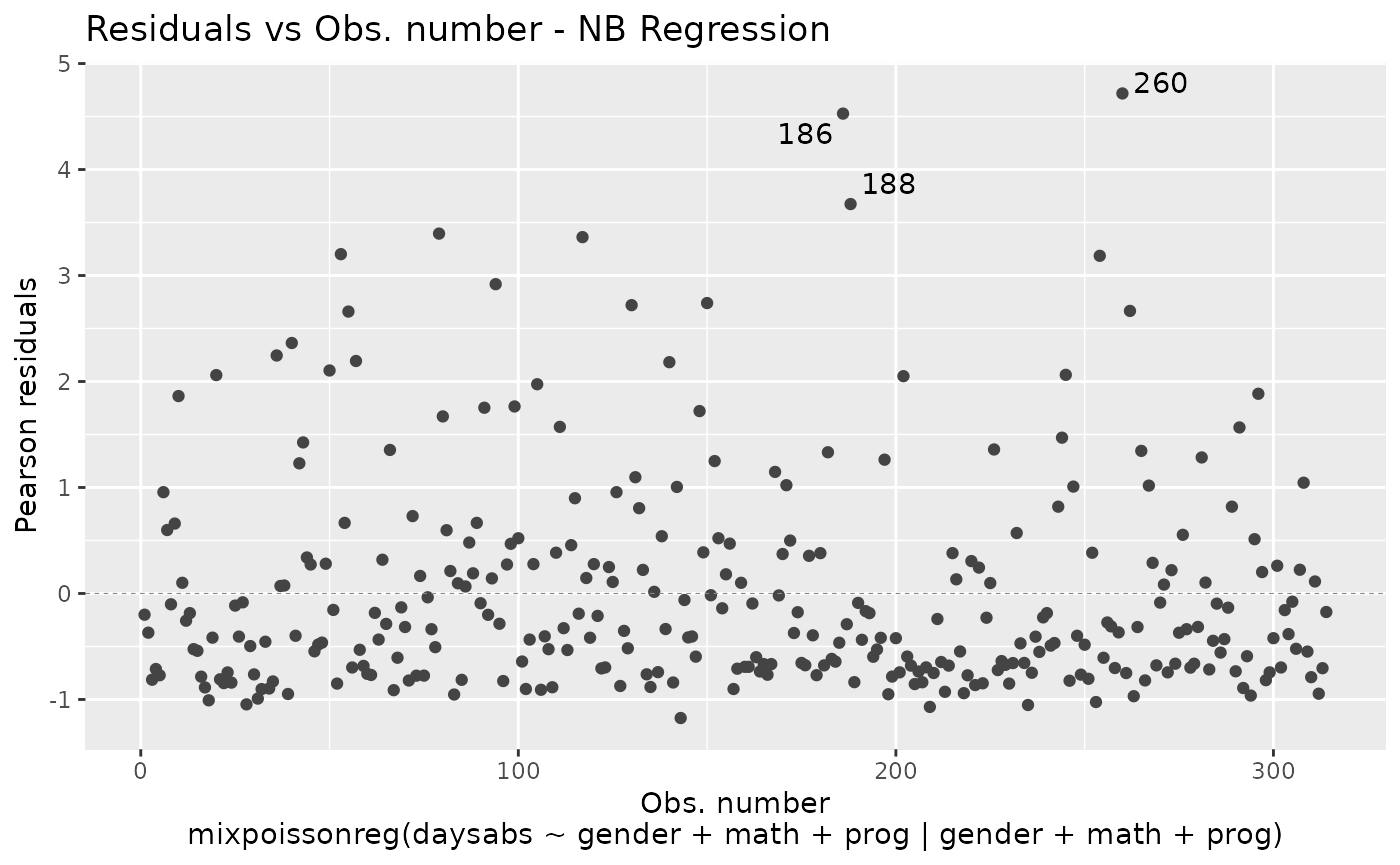 Residuals vs Obs. number - NB Regression
5
260
186
4
188
3
2
1
0
-1
Pearson residuals
0 100 200 300
Obs. number
mixpoissonreg(daysabs ~ gender + math + prog | gender + math + prog)